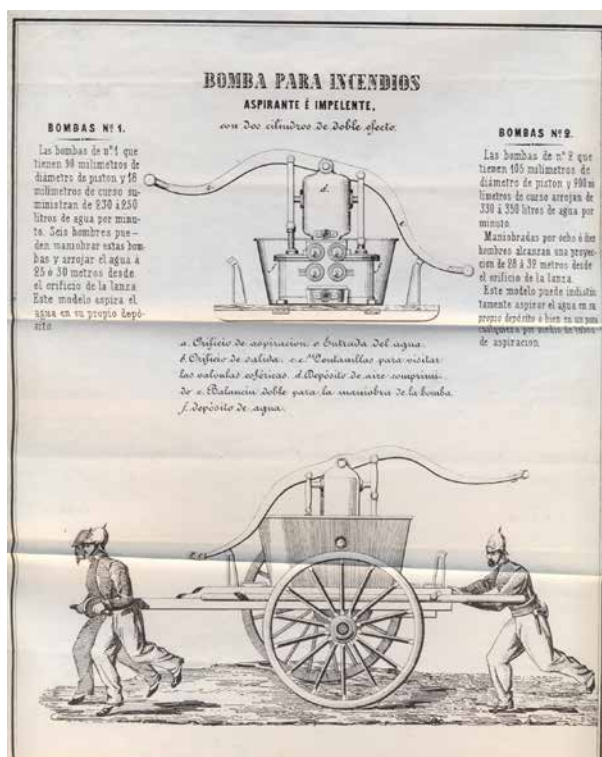 BOMBA PARA INCENDIOS
ASPIRANTE É IMPELENTE,
con dos cilindros de doble efecto.
BOMBAS Nº 1.
Las bombas de nº 1 que
tienen 90 milimetros de
diámetro de piston y 18
milimetros de curso su-
ministran de 230 á 250
litros de agua por minu-
to. Seis hombres pue-
den maniobrar estas bom-
bas y arrojar el agua á
25 ó 30 metros desde
el orificio de la lanza.
Este modelo aspira el
agua en su propio depó-
sito.
BOMBAS Nº 2.
Las bombas de nº 2 que
tienen 105 milimetros de
diámetro de piston y
limetros de curso arrojan de
330 á 350 litros de agua por
minuto.
Maniobradas por ocho ó diez
hombres alcanzan una proyec-
cion de 28 á 32 metros desde
el orificio de la lanza.
Este modelo puede indistin-
tamente aspirar el agua en su
propio depósito ó bien en un pozo
cualquiera por medio de
de aspiracion.
a. Orificio de aspiracion o Entrada del agua.
b. Orificio de salida. c.c. Ventanillas para visitar
las valvulas esféricas. d. Depósito de aire comprimi-
do e. Balancin doble para la maniobra de la bomba
f. depósito de agua.